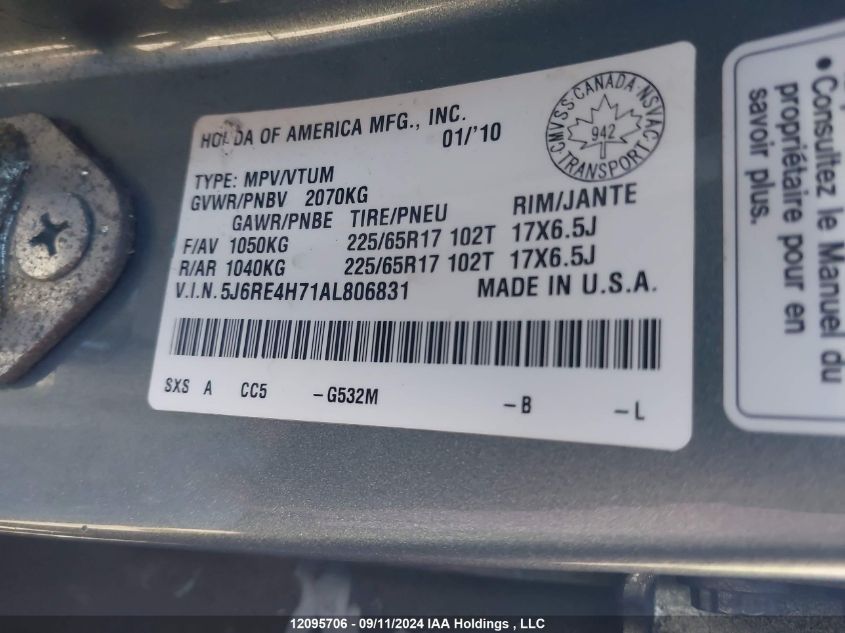 HONDA OF AMERICA MFG., INC.
01/'10
CMVSS CANADA NSVAC
942
TRANSPORT
TYPE: MPV/VTUM
GVWR/PNBV 2070KG
GAWR/PNBE TIRE/PNEU RIM/JANTE
F/AV 1050KG 225/65R17 102T 17X6.5J
R/AR 1040KG 225/65R17 102T 17X6.5J
V.I.N. 5J6RE4H71AL806831 MADE IN U.S.A.
SXS A CC5 -G532M -B -L
• Consultez le Manuel du
propriétaire pour en
savoir plus.
12095706 - 09/11/2024 IAA Holdings , LLC